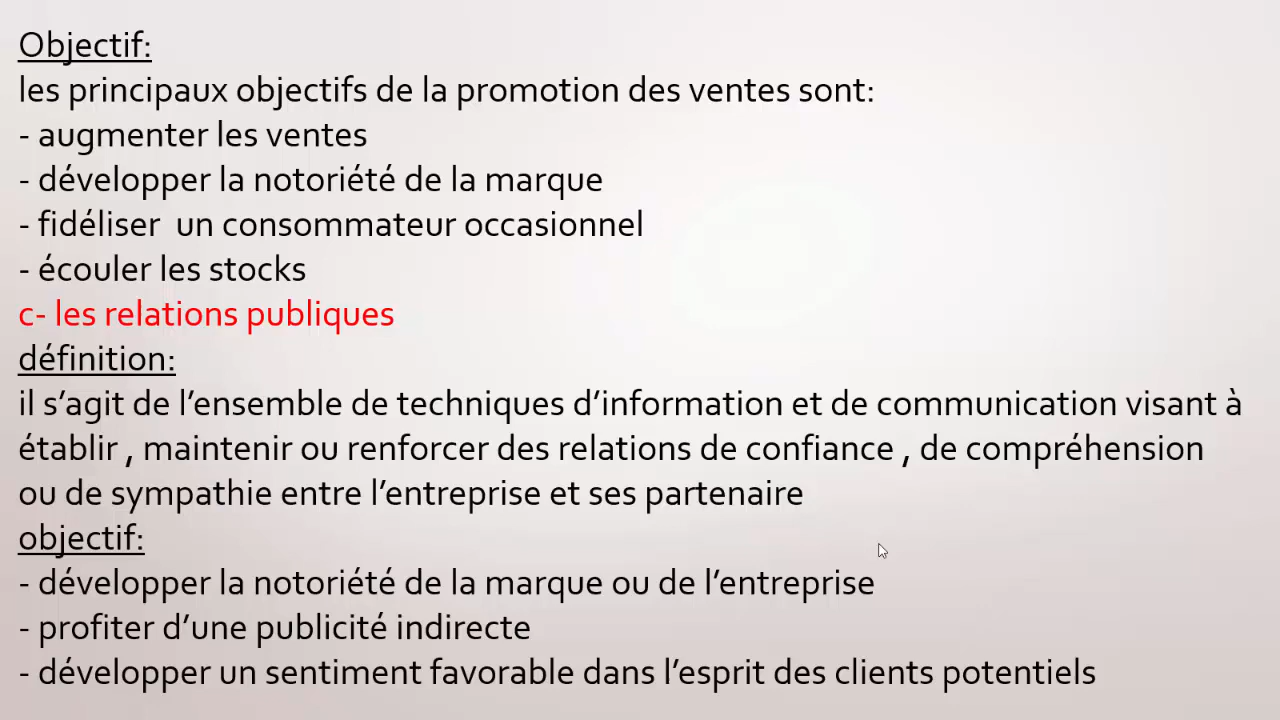 Objectif:
les principaux objectifs de la promotion des ventes sont:
- augmenter les ventes
- développer la notoriété de la marque
- fidéliser  un consommateur occasionnel
- écouler les stocks
c- les relations publiques
définition:
il s’agit de l’ensemble de techniques d’information et de communication visant à
établir , maintenir ou renforcer des relations de confiance , de compréhension
ou de sympathie entre l’entreprise et ses partenaire
objectif:
- développer la notoriété de la marque ou de l’entreprise
- profiter d’une publicité indirecte
- développer un sentiment favorable dans l’esprit des clients potentiels